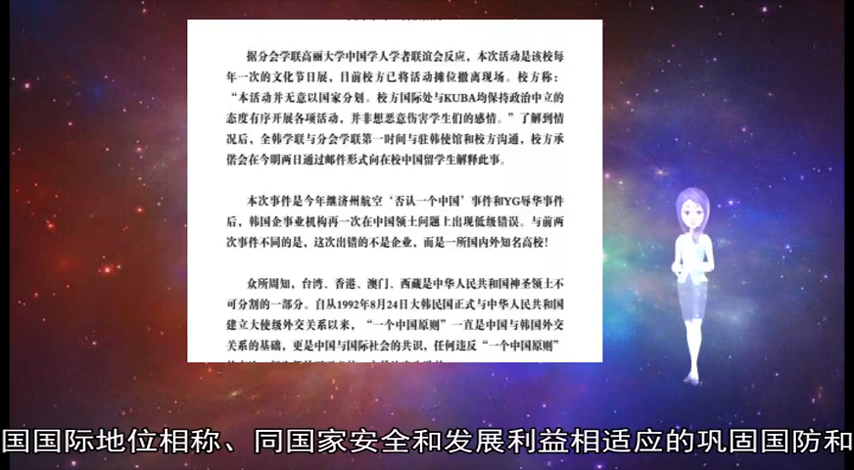 据分会学联高丽大学中国学人学者联谊会反应，本次活动是该校每
年一次的文化节日展，目前校方已将活动摊位撤离现场。校方称：
“本活动并无意以国家分划。校方国际处与KUBA均保持政治中立的
态度有序开展各项活动，并非想恶意伤害学生们的感情。”了解到情
况后，全韩学联与分会学联第一时间与驻韩使馆和校方沟通，校方承
偌会在今明两日通过邮件形式向在校中国留学生解释此事。
本次事件是今年继济州航空‘否认一个中国’事件和YG辱华事件
后，韩国企事业机构再一次在中国领土问题上出现低级错误。与前两
次事件不同的是，这次出错的不是企业，而是一所国内外知名高校！
众所周知，台湾、香港、澳门、西藏是中华人民共和国神圣领土不
可分割的一部分。自从1992年8月24日大韩民国正式与中华人民共和国
建立大使级外交关系以来，“一个中国原则”一直是中国与韩国外交
关系的基础，更是中国与国际社会的共识，任何违反“一个中国原则”
国国际地位相称、同国家安全和发展利益相适应的巩固国防和